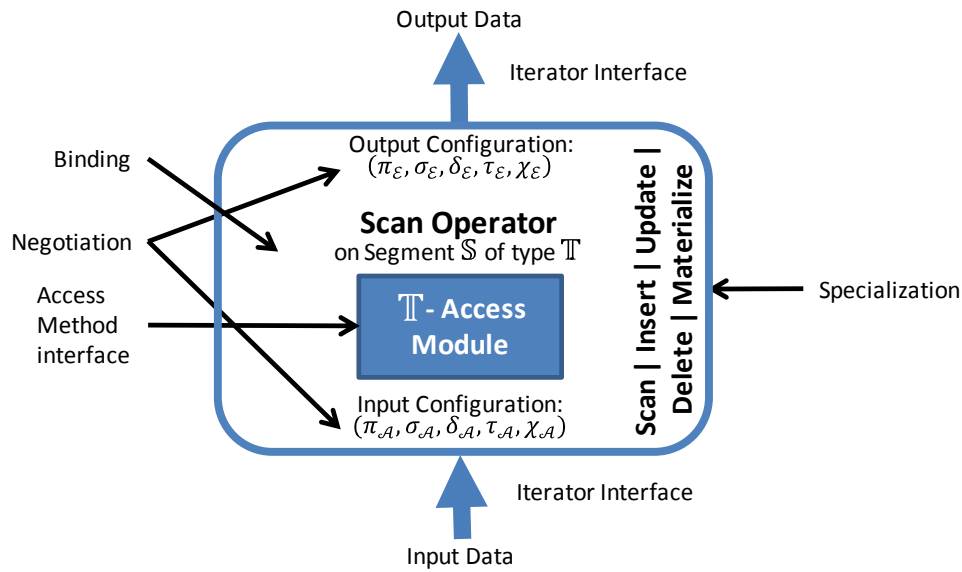 Output Data
Iterator Interface
Output Configuration:
(π_ℰ, σ_ℰ, δ_ℰ, τ_ℰ, χ_ℰ)
Binding
Negotiation
Access
Method
interface
Scan Operator
on Segment 𝕊 of type 𝕋
𝕋- Access
Module
Input Configuration:
(π_𝒜, σ_𝒜, δ_𝒜, τ_𝒜, χ_𝒜)
Scan | Insert | Update |
Delete | Materialize
Specialization
Iterator Interface
Input Data